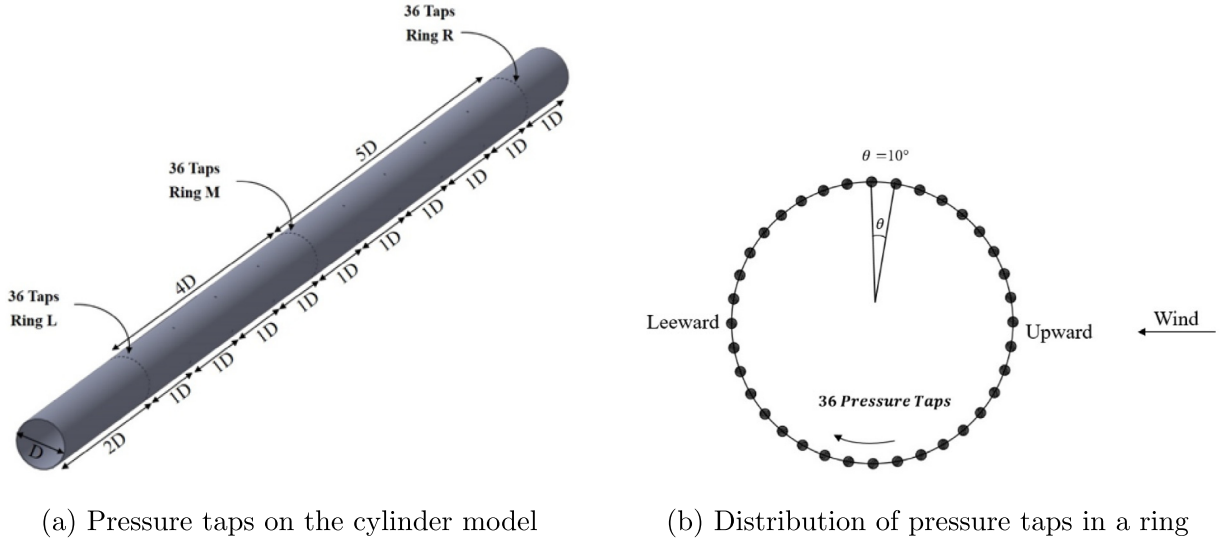 36 Taps
Ring R
5D
1D
1D
1D
1D
1D
1D
1D
1D
1D
1D
2D
36 Taps
Ring M
4D
36 Taps
Ring L
D
θ =10°
θ
Leeward
Upward
Wind
36 Pressure Taps
(a) Pressure taps on the cylinder model
(b) Distribution of pressure taps in a ring